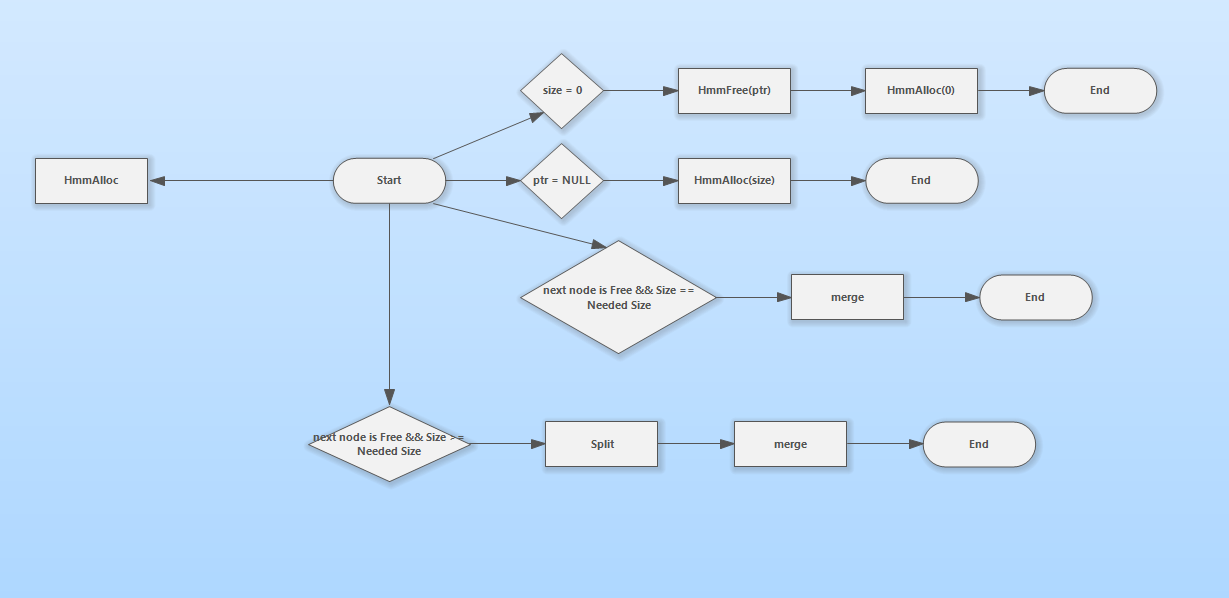 size = 0
HmmFree(ptr)
HmmAlloc(0)
End
HmmAlloc
Start
ptr = NULL
HmmAlloc(size)
End
next node is Free && Size ==
Needed Size
merge
End
next node is Free && Size >=
Needed Size
Split
merge
End